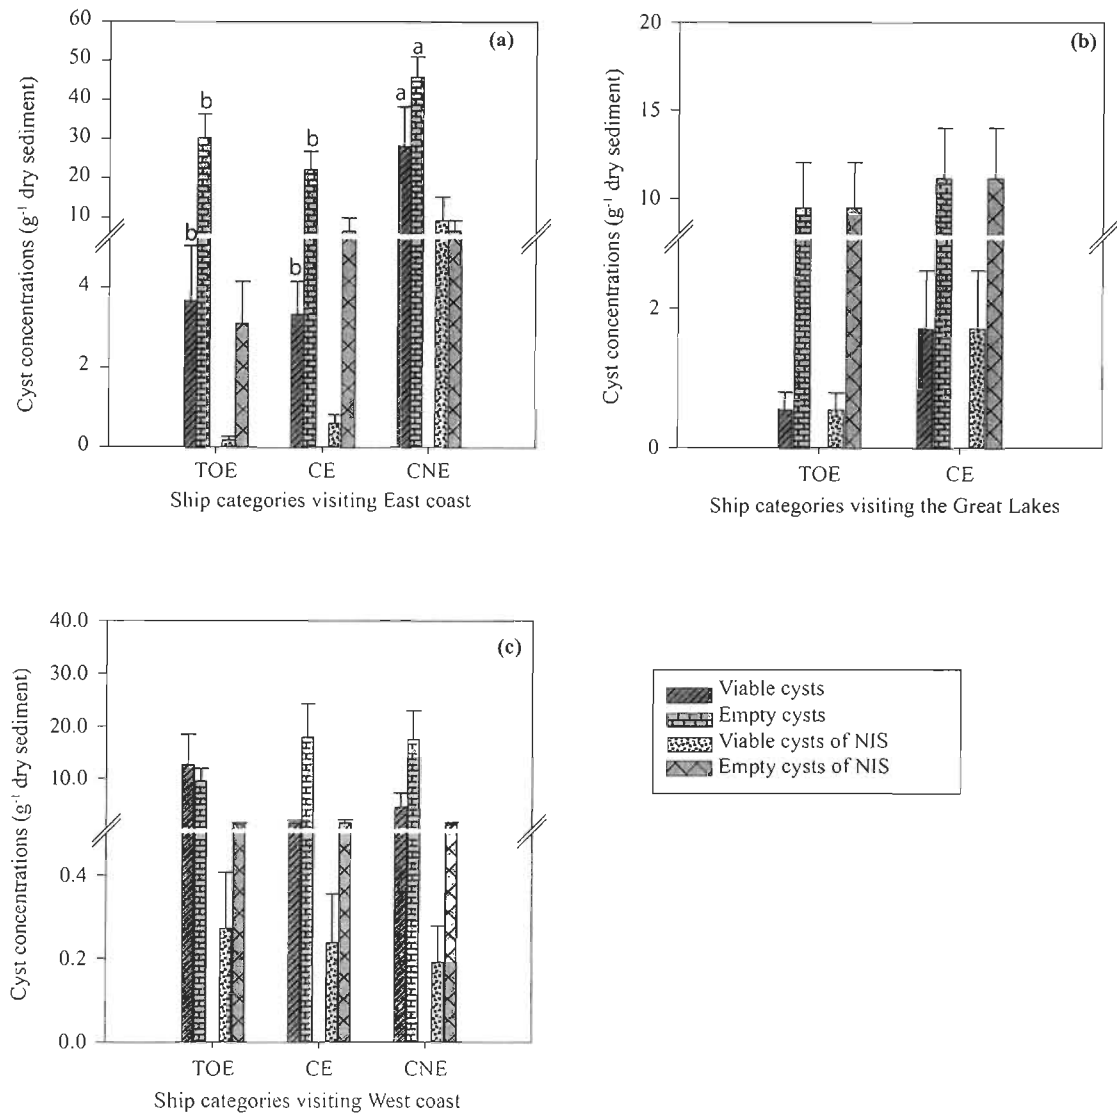 (a)
Cyst concentrations (g⁻¹ dry sediment)
60
50
40
30
20
10
4
2
0
b
b
b
b
a
a
TOE CE CNE
Ship categories visiting East coast
(b)
Cyst concentrations (g⁻¹ dry sediment)
20
15
10
2
0
TOE CE
Ship categories visiting the Great Lakes
(c)
Cyst concentrations (g⁻¹ dry sediment)
40.0
30.0
20.0
10.0
0.4
0.2
0.0
TOE CE CNE
Ship categories visiting West coast
Viable cysts
Empty cysts
Viable cysts of NIS
Empty cysts of NIS